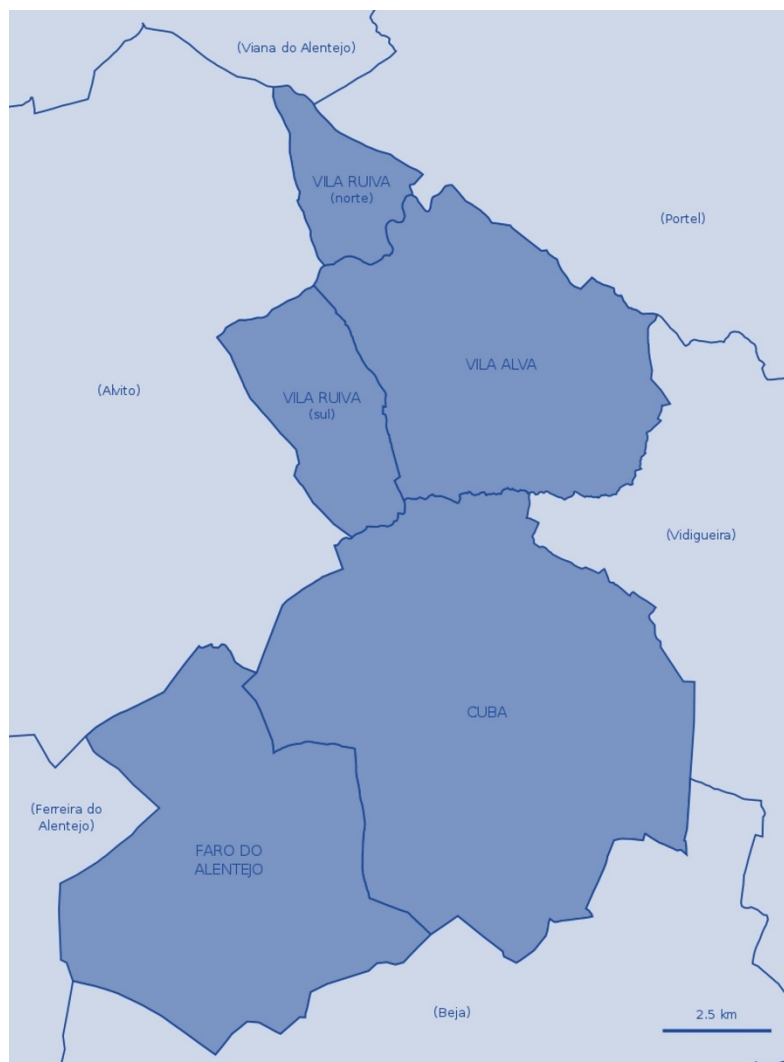 (Viana do Alentejo)
VILA RUIVA
(norte)
(Portel)
VILA ALVA
(Alvito)
VILA RUIVA
(sul)
(Vidigueira)
CUBA
(Ferreira do
Alentejo)
FARO DO
ALENTEJO
(Beja)
2.5 km